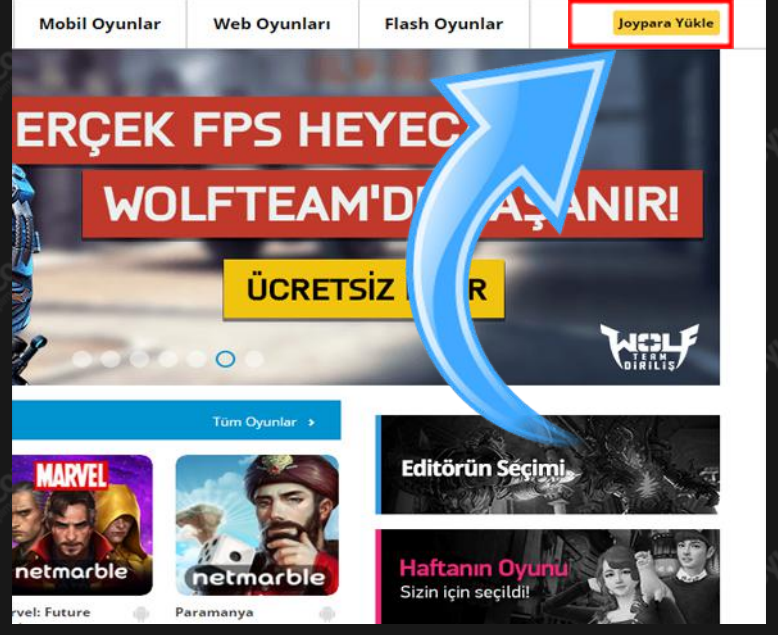 Mobil Oyunlar
Web Oyunları
Flash Oyunlar
Joypara Yükle
ERÇEK FPS HEYEC
WOLFTEAM'D AŞANIR!
ÜCRETSİZ R
WOLF
TEAM
DİRİLİŞ
Tüm Oyunlar >
Editörün Seçimi
MARVEL
netmarble
netmarble
Haftanın Oyunu
Sizin için seçildi!
rvel: Future
Paramanya